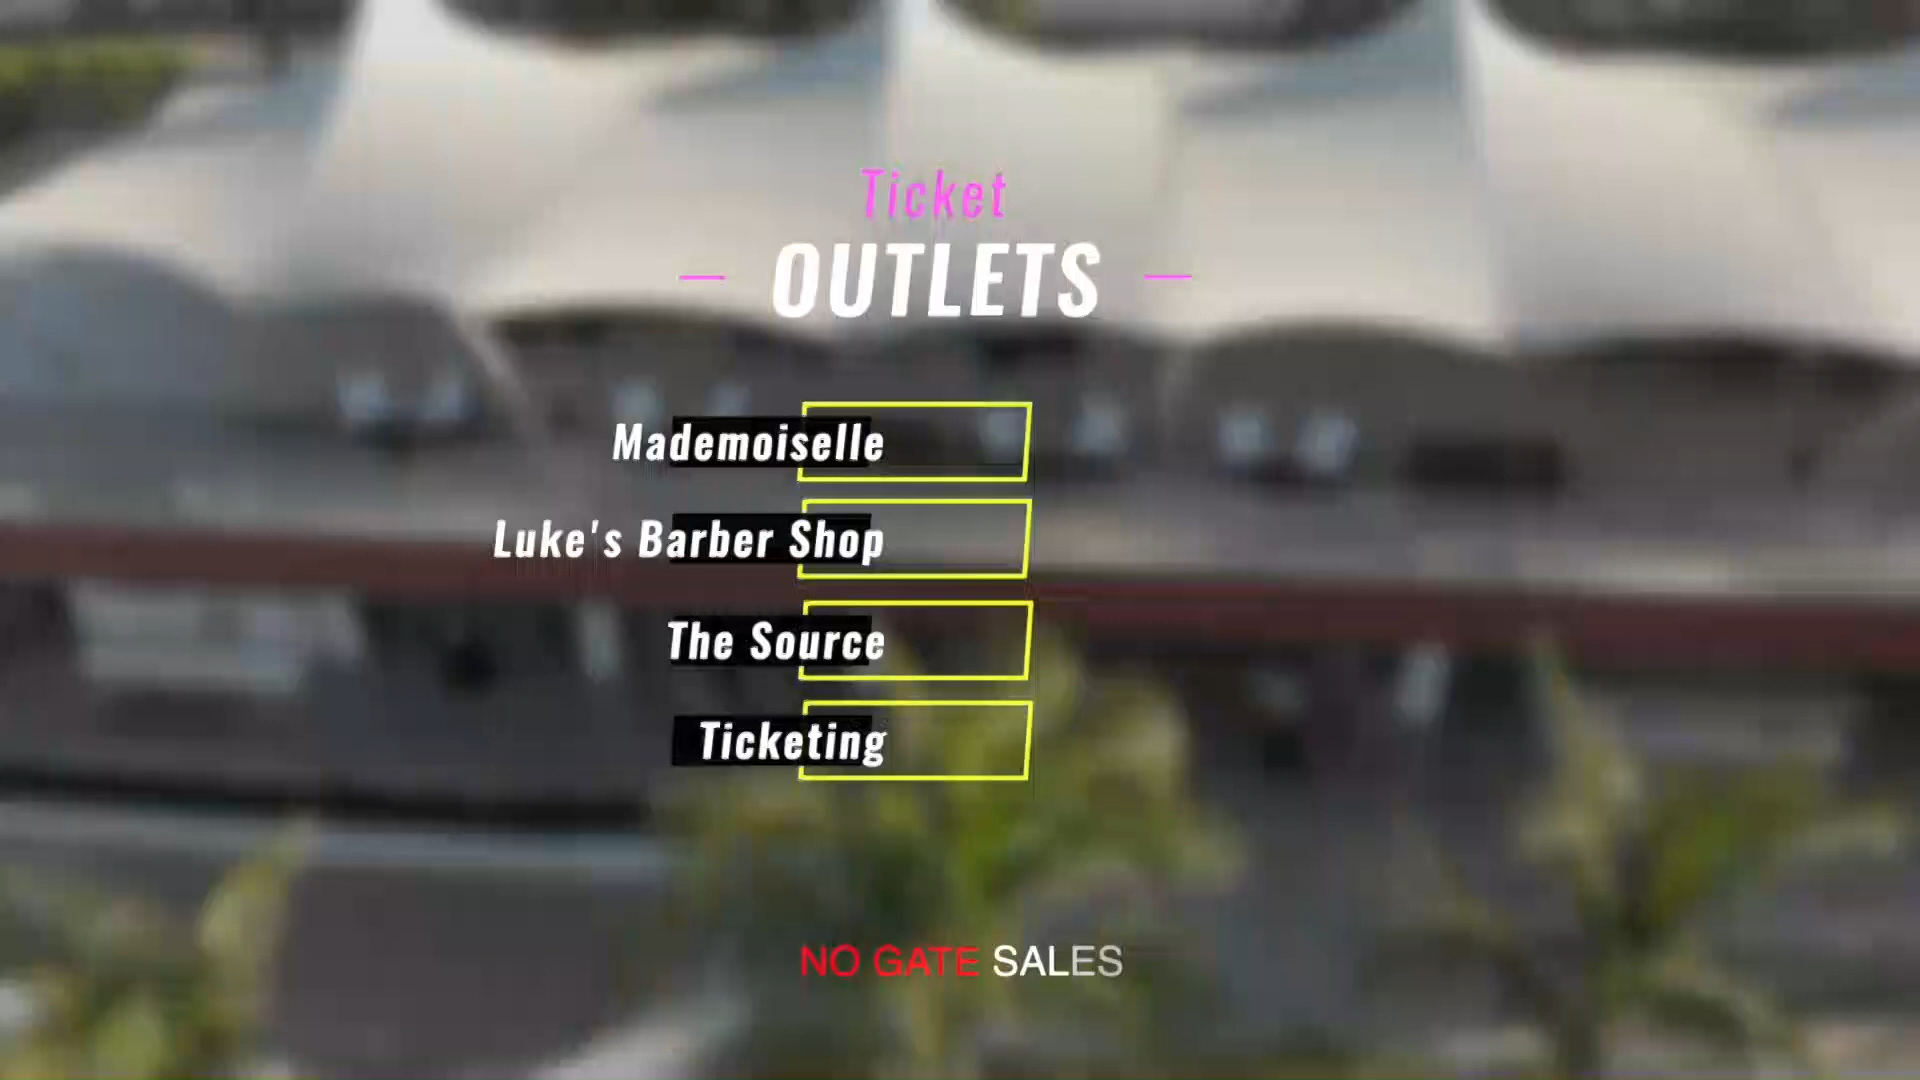 Ticket
OUTLETS
Mademoiselle
Luke's Barber Shop
The Source
Ticketing
NO GATE SALES